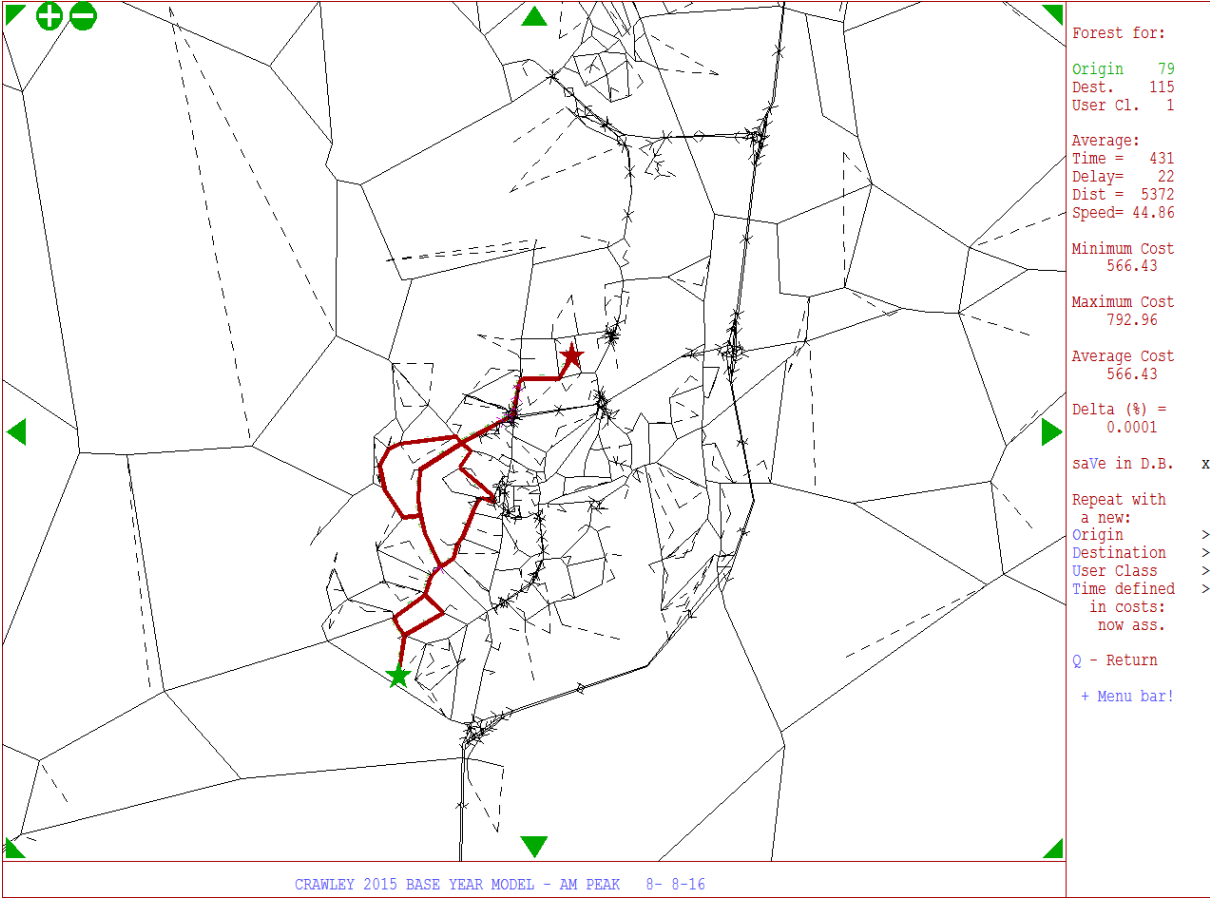 Forest for:
Origin 79
Dest. 115
User Cl. 1
Average:
Time = 431
Delay= 22
Dist = 5372
Speed= 44.86
Minimum Cost
566.43
Maximum Cost
792.96
Average Cost
566.43
Delta (%) =
0.0001
saVe in D.B. x
Repeat with
a new:
Origin >
Destination >
User Class >
Time defined >
in costs:
now ass.
Q - Return
+ Menu bar!
CRAWLEY 2015 BASE YEAR MODEL - AM PEAK 8- 8-16